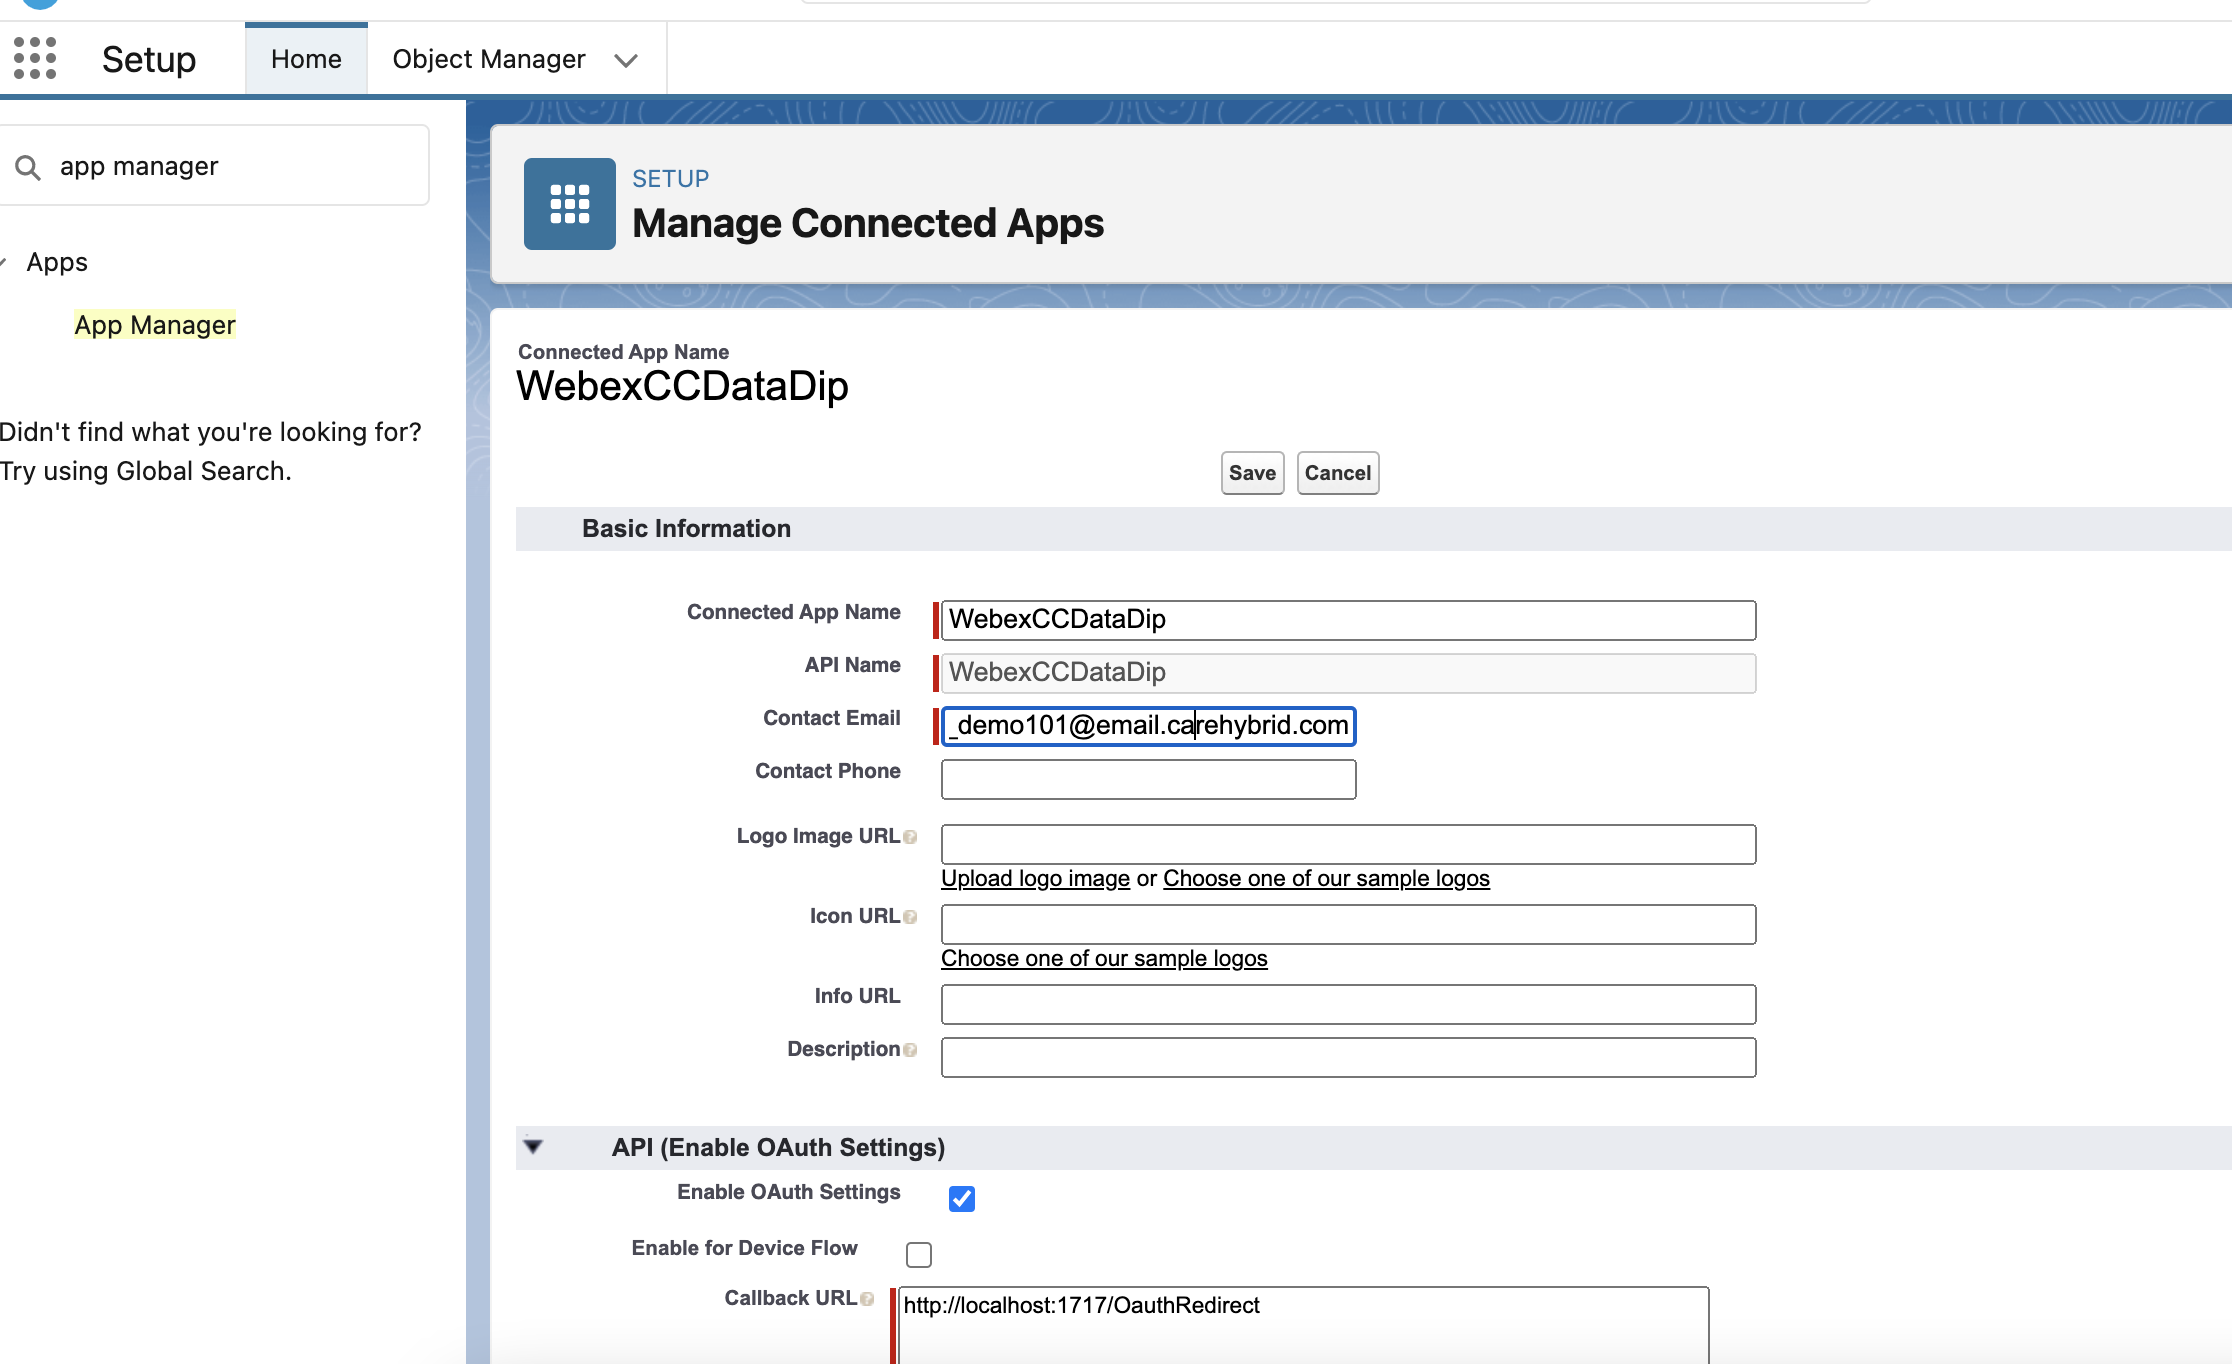 Setup
Home
Object Manager
app manager
Apps
App Manager
Didn't find what you're looking for?
Try using Global Search.
SETUP
Manage Connected Apps
Connected App Name
WebexCCDataDip
Save
Cancel
Basic Information
Connected App Name
WebexCCDataDip
API Name
WebexCCDataDip
Contact Email
_demo101@email.carehybrid.com
Contact Phone
Logo Image URL
Upload logo image or Choose one of our sample logos
Icon URL
Choose one of our sample logos
Info URL
Description
API (Enable OAuth Settings)
Enable OAuth Settings
Enable for Device Flow
Callback URL
http://localhost:1717/OauthRedirect